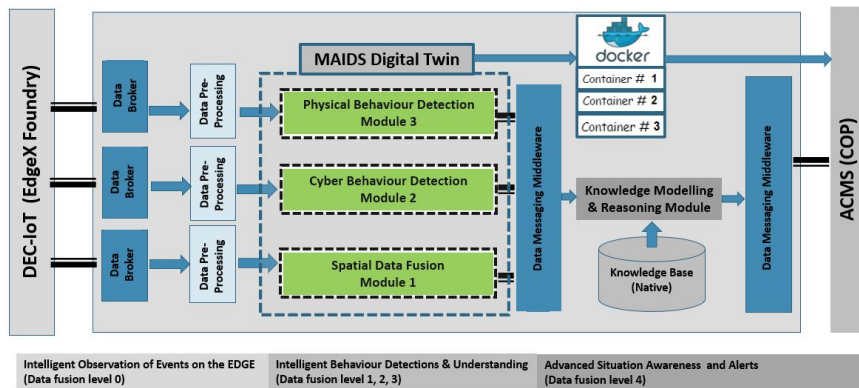 DEC-IoT (EdgeX Foundry)
Data
Broker
Data Pre-
Processing
Data
Broker
Data Pre-
Processing
Data
Broker
Data Pre-
Processing
MAIDS Digital Twin
Physical Behaviour Detection
Module 3
Cyber Behaviour Detection
Module 2
Spatial Data Fusion
Module 1
Data Messaging Middleware
docker
Container # 1
Container # 2
Container # 3
Knowledge Modelling
& Reasoning Module
Knowledge Base
(Native)
Data Messaging Middleware
ACMS (COP)
Intelligent Observation of Events on the EDGE
(Data fusion level 0)
Intelligent Behaviour Detections & Understanding
(Data fusion level 1, 2, 3)
Advanced Situation Awareness and Alerts
(Data fusion level 4)